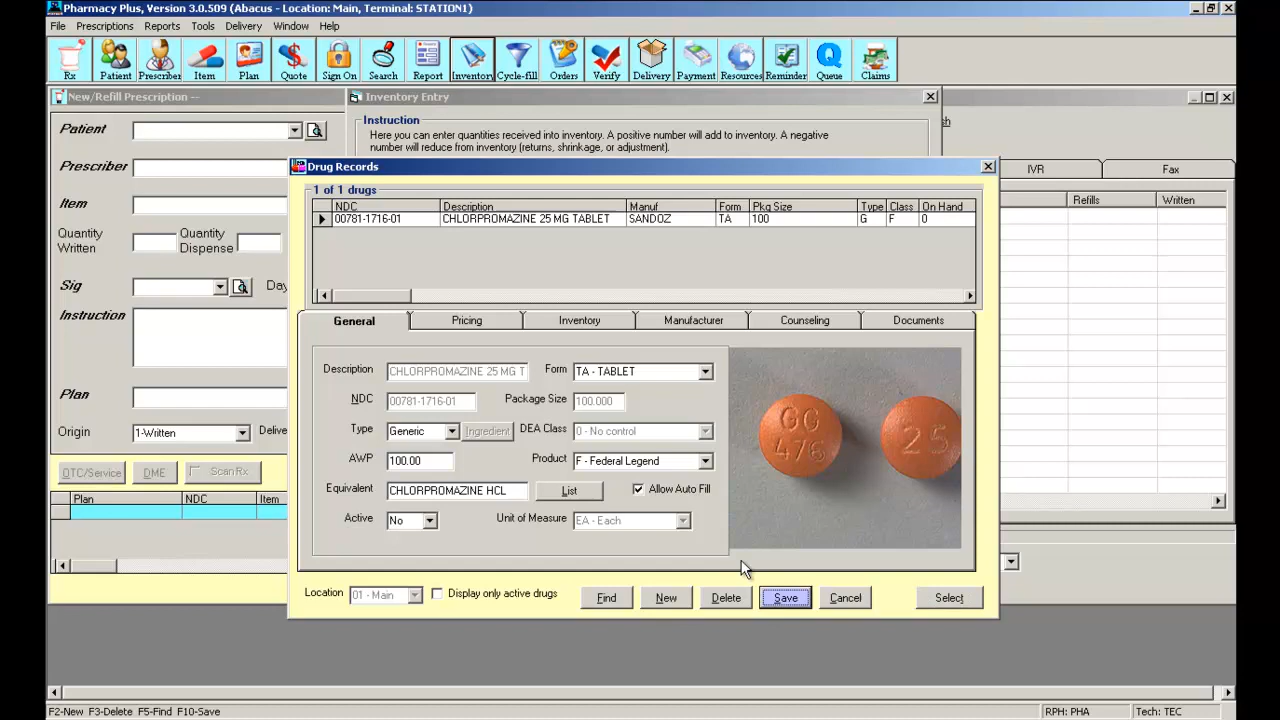 Pharmacy Plus, Version 3.0.509 (Abacus - Location: Main, Terminal: STATION1)
File Prescriptions Reports Tools Delivery Window Help
Rx Patient Prescriber Item Plan Quote Sign On Search Report Inventory Cycle-fill Orders Verify Delivery Payment Resources Reminder Queue Claims
New/Refill Prescription --
Inventory Entry
Patient
Prescriber
Item
Quantity Written
Quantity Dispense
Sig
Instruction
Plan
Origin 1-Written
OTC/Service DME Scan Rx
Plan NDC Item
Instruction
Here you can enter quantities received into inventory. A positive number will add to inventory. A negative
number will reduce from inventory (returns, shrinkage, or adjustment).
IVR Fax
Refills Written
Drug Records
1 of 1 drugs
NDC Description Manuf Form Pkg Size Type Class On Hand
00781-1716-01 CHLORPROMAZINE 25 MG TABLET SANDOZ TA 100 G F 0
General Pricing Inventory Manufacturer Counseling Documents
Description CHLORPROMAZINE 25 MG T Form TA - TABLET
NDC 00781-1716-01 Package Size 100.000
Type Generic Ingredient DEA Class 0 - No control
AWP 100.00 Product F - Federal Legend
Equivalent CHLORPROMAZINE HCL List Allow Auto Fill
Active No Unit of Measure EA - Each
GG
476
25
Location 01 - Main Display only active drugs Find New Delete Save Cancel Select
F2-New F3-Delete F5-Find F10-Save RPH: PHA Tech: TEC